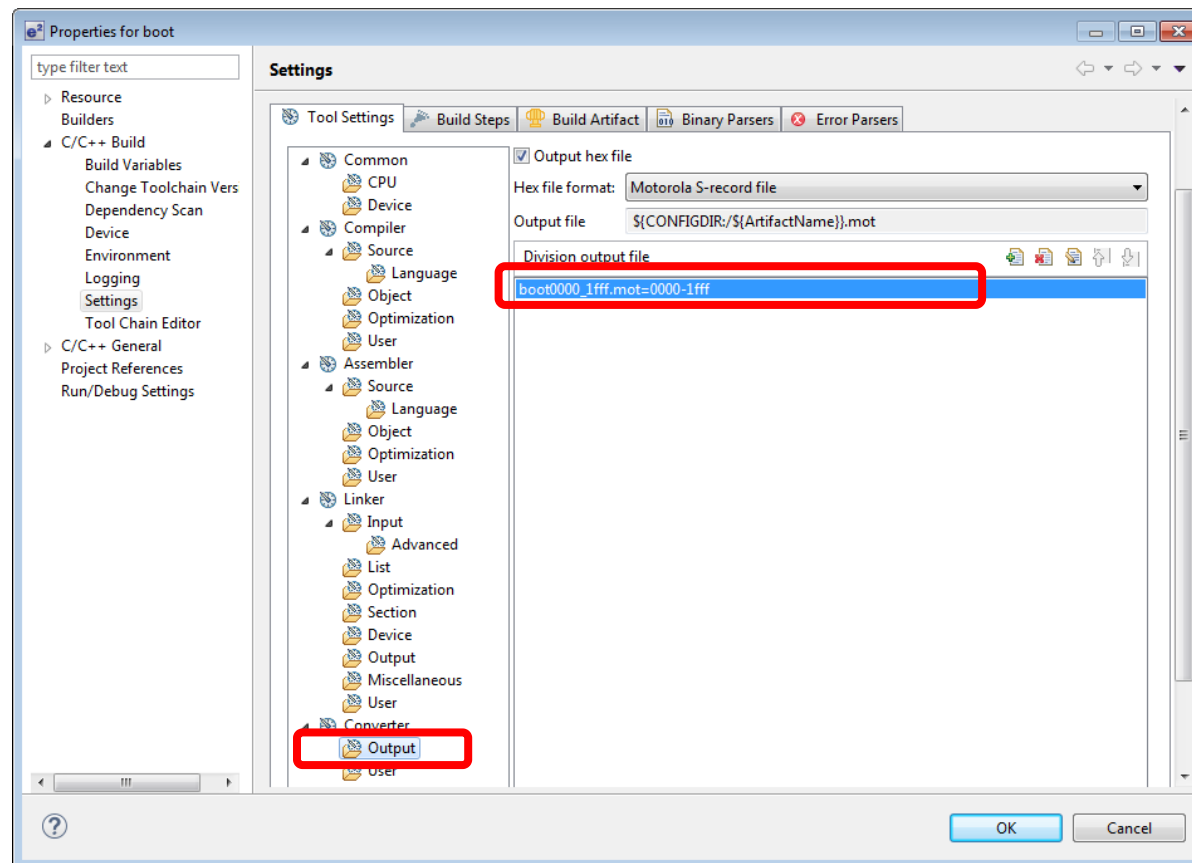 e² Properties for boot
type filter text
Settings
Resource
Builders
C/C++ Build
Build Variables
Change Toolchain Vers
Dependency Scan
Device
Environment
Logging
Settings
Tool Chain Editor
C/C++ General
Project References
Run/Debug Settings
Tool Settings
Build Steps
Build Artifact
010 Binary Parsers
Error Parsers
Common
CPU
Device
Compiler
Source
Language
Object
Optimization
User
Assembler
Source
Language
Object
Optimization
User
Linker
Input
Advanced
List
Optimization
Section
Device
Output
Miscellaneous
User
Converter
Output
User
Output hex file
Hex file format: Motorola S-record file
Output file ${CONFIGDIR:/${ArtifactName}}.mot
Division output file
boot0000_1fff.mot=0000-1fff
?
OK
Cancel